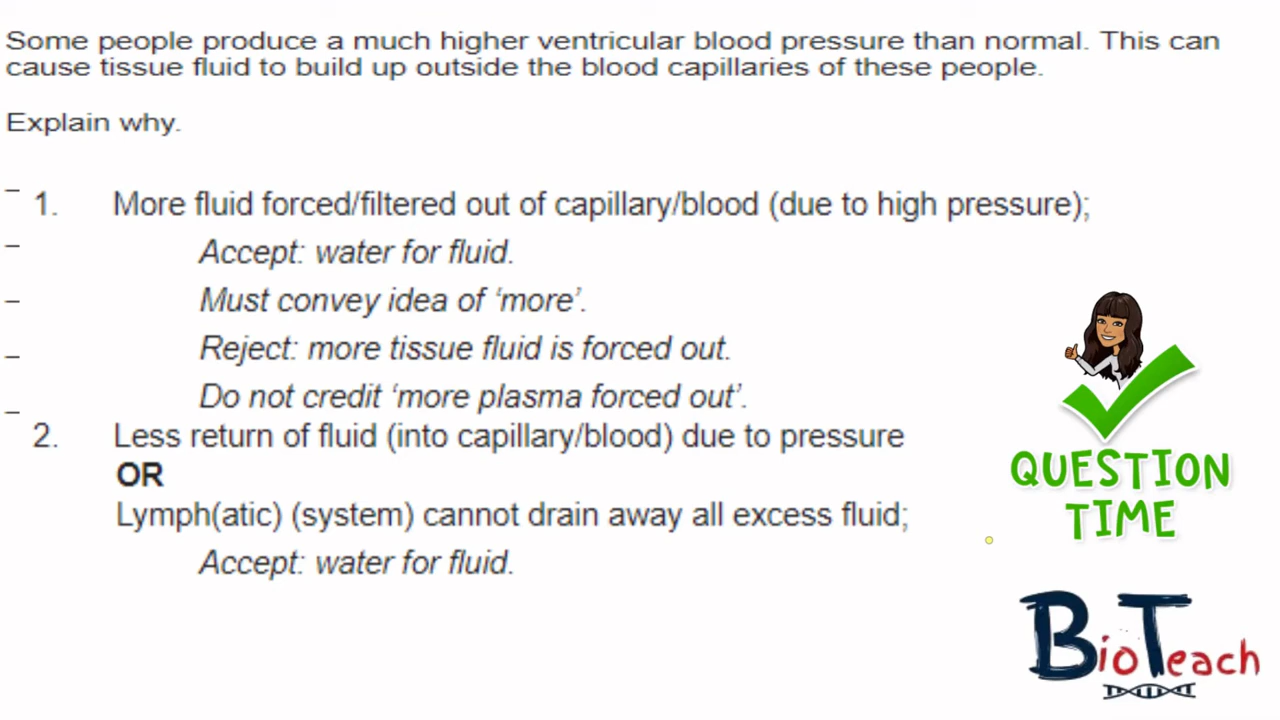 Some people produce a much higher ventricular blood pressure than normal. This can
cause tissue fluid to build up outside the blood capillaries of these people.
Explain why.
1. More fluid forced/filtered out of capillary/blood (due to high pressure);
Accept: water for fluid.
Must convey idea of ‘more’.
Reject: more tissue fluid is forced out.
Do not credit ‘more plasma forced out’.
2. Less return of fluid (into capillary/blood) due to pressure
OR
Lymph(atic) (system) cannot drain away all excess fluid;
Accept: water for fluid.
QUESTION
TIME
BioTeach